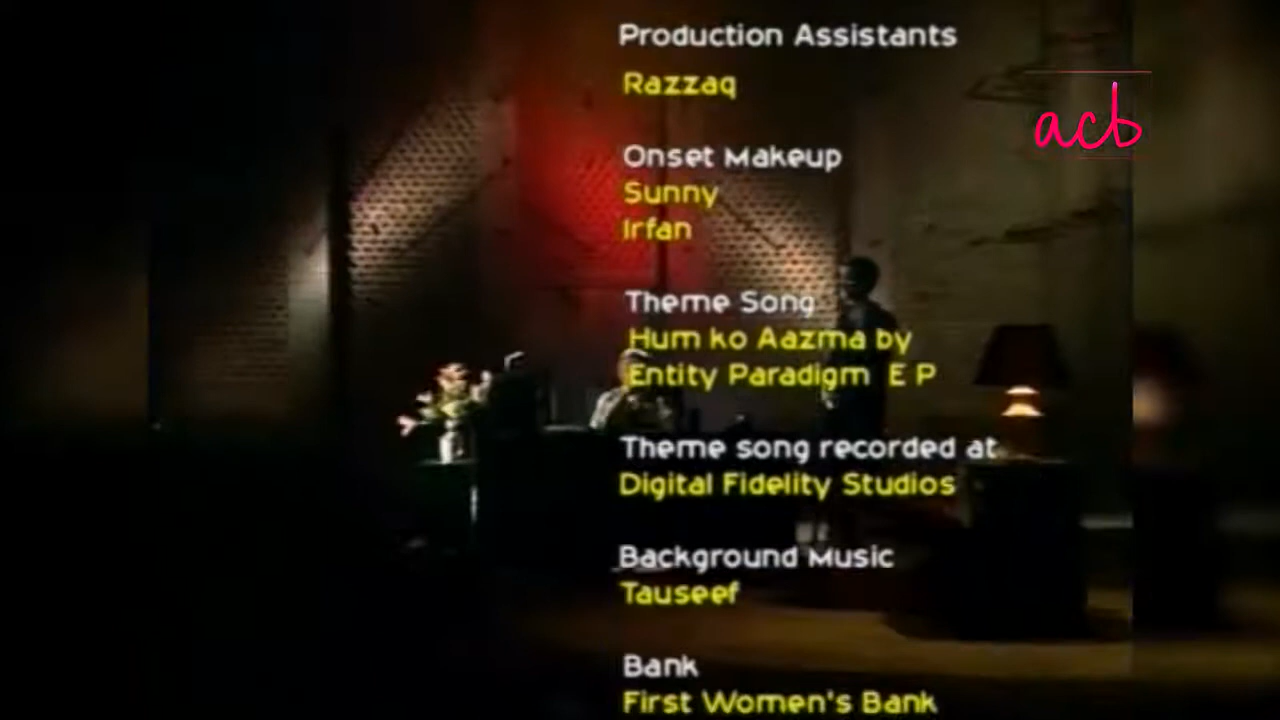 Production Assistants
Razzaq
acb
Onset Makeup
Sunny
Irfan
Theme Song
Hum ko Aazma by
Entity Paradigm E P
Theme song recorded at
Digital Fidelity Studios
Background Music
Tauseef
Bank
First Women's Bank